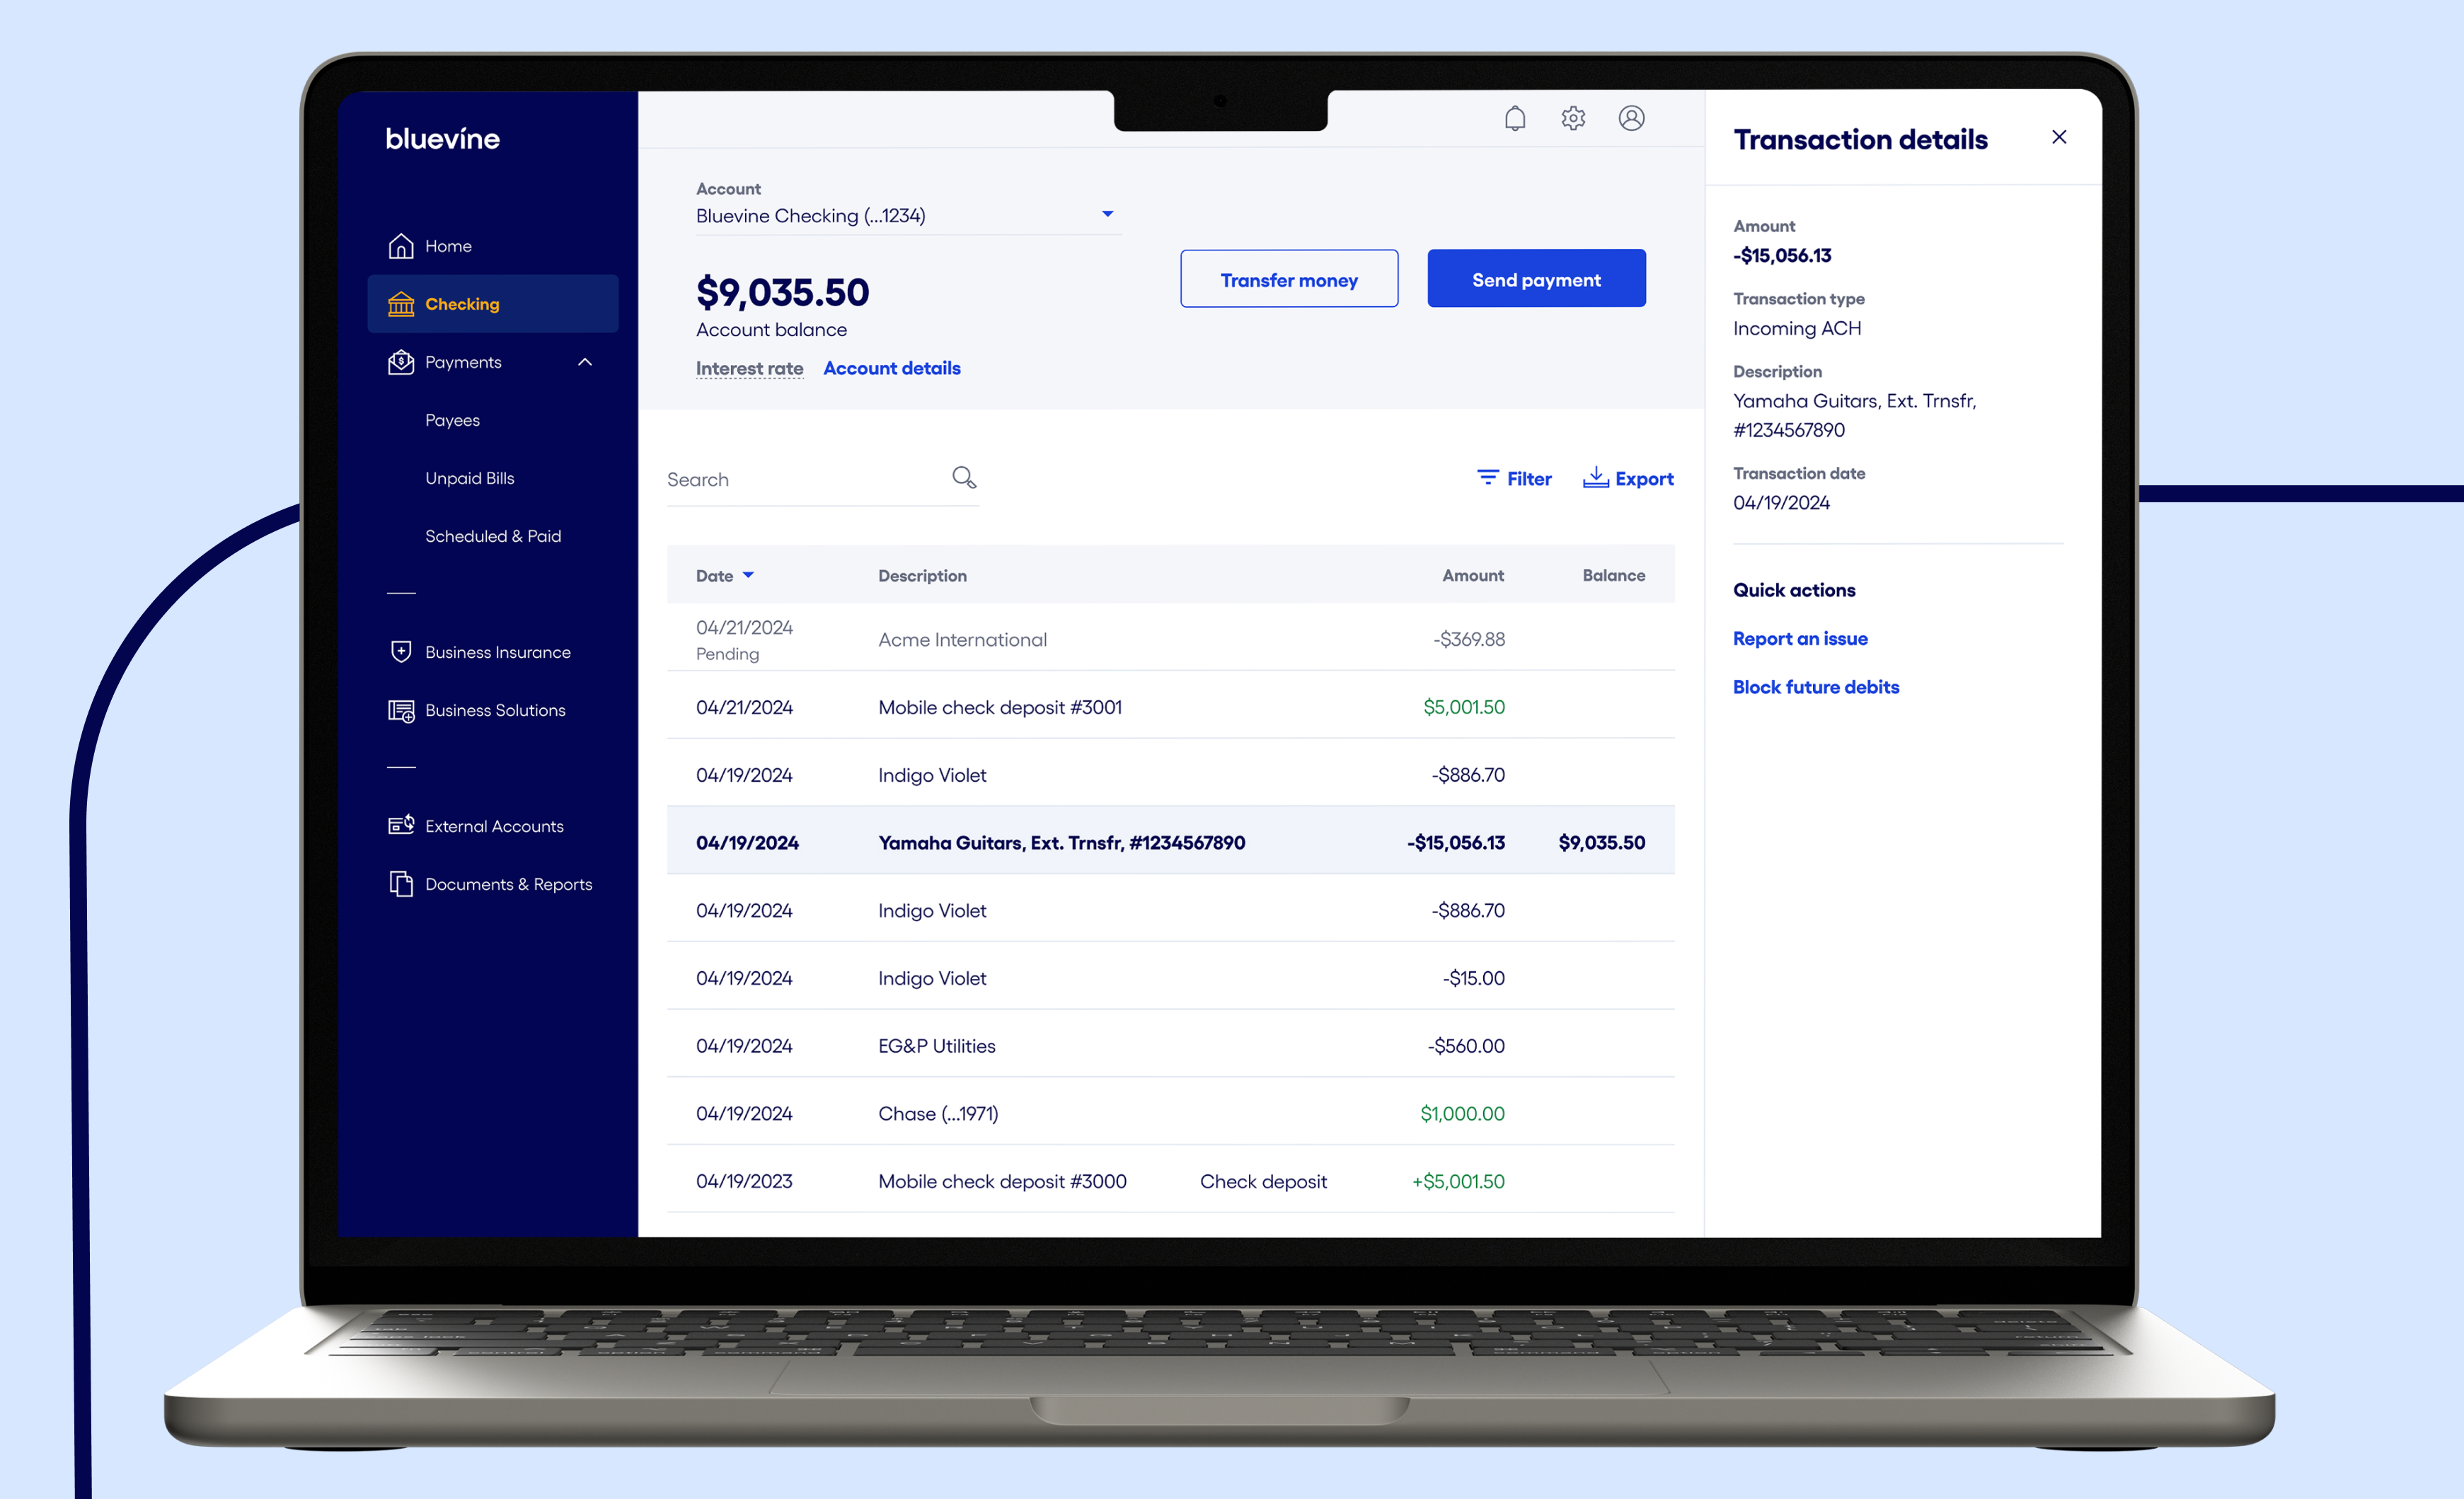 bluevine
Home
Checking
Payments
Payees
Unpaid Bills
Scheduled & Paid
Business Insurance
Business Solutions
External Accounts
Documents & Reports
Account
Bluevine Checking (...1234)
$9,035.50
Account balance
Interest rate Account details
Transfer money Send payment
Search Filter Export
Date Description Amount Balance
04/21/2024 Pending Acme International -$369.88
04/21/2024 Mobile check deposit #3001 $5,001.50
04/19/2024 Indigo Violet -$886.70
04/19/2024 Yamaha Guitars, Ext. Trnsfr, #1234567890 -$15,056.13 $9,035.50
04/19/2024 Indigo Violet -$886.70
04/19/2024 Indigo Violet -$15.00
04/19/2024 EG&P Utilities -$560.00
04/19/2024 Chase (...1971) $1,000.00
04/19/2023 Mobile check deposit #3000 Check deposit +$5,001.50
Transaction details
Amount
-$15,056.13
Transaction type
Incoming ACH
Description
Yamaha Guitars, Ext. Trnsfr,
#1234567890
Transaction date
04/19/2024
Quick actions
Report an issue
Block future debits